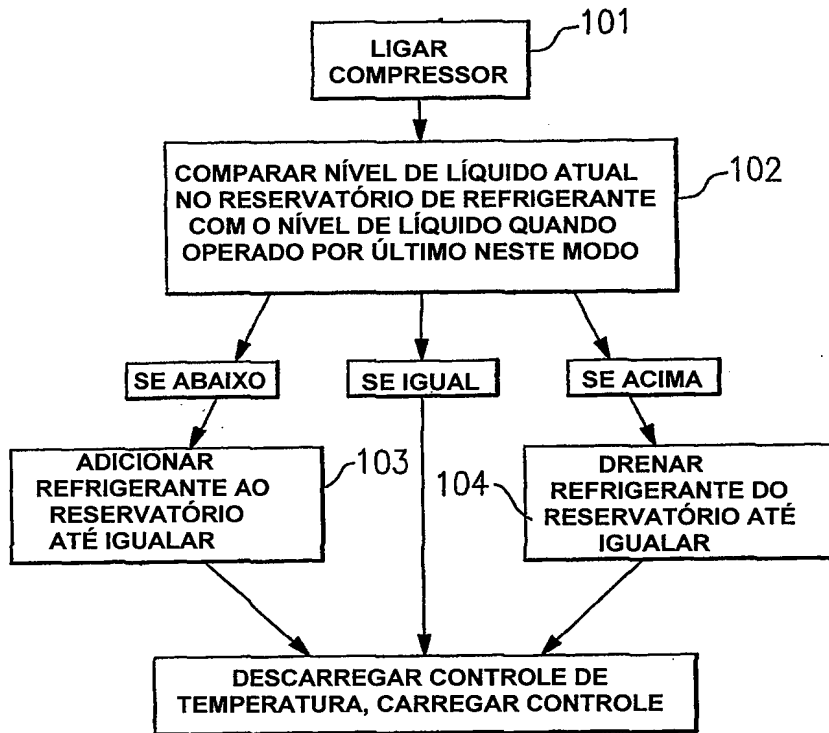 101
LIGAR
COMPRESSOR
COMPARAR NÍVEL DE LÍQUIDO ATUAL
NO RESERVATÓRIO DE REFRIGERANTE
COM O NÍVEL DE LÍQUIDO QUANDO
OPERADO POR ÚLTIMO NESTE MODO
102
SE ABAIXO
SE IGUAL
SE ACIMA
ADICIONAR
REFRIGERANTE AO
RESERVATÓRIO
ATÉ IGUALAR
103
104
DRENAR
REFRIGERANTE DO
RESERVATÓRIO ATÉ
IGUALAR
DESCARREGAR CONTROLE DE
TEMPERATURA, CARREGAR CONTROLE